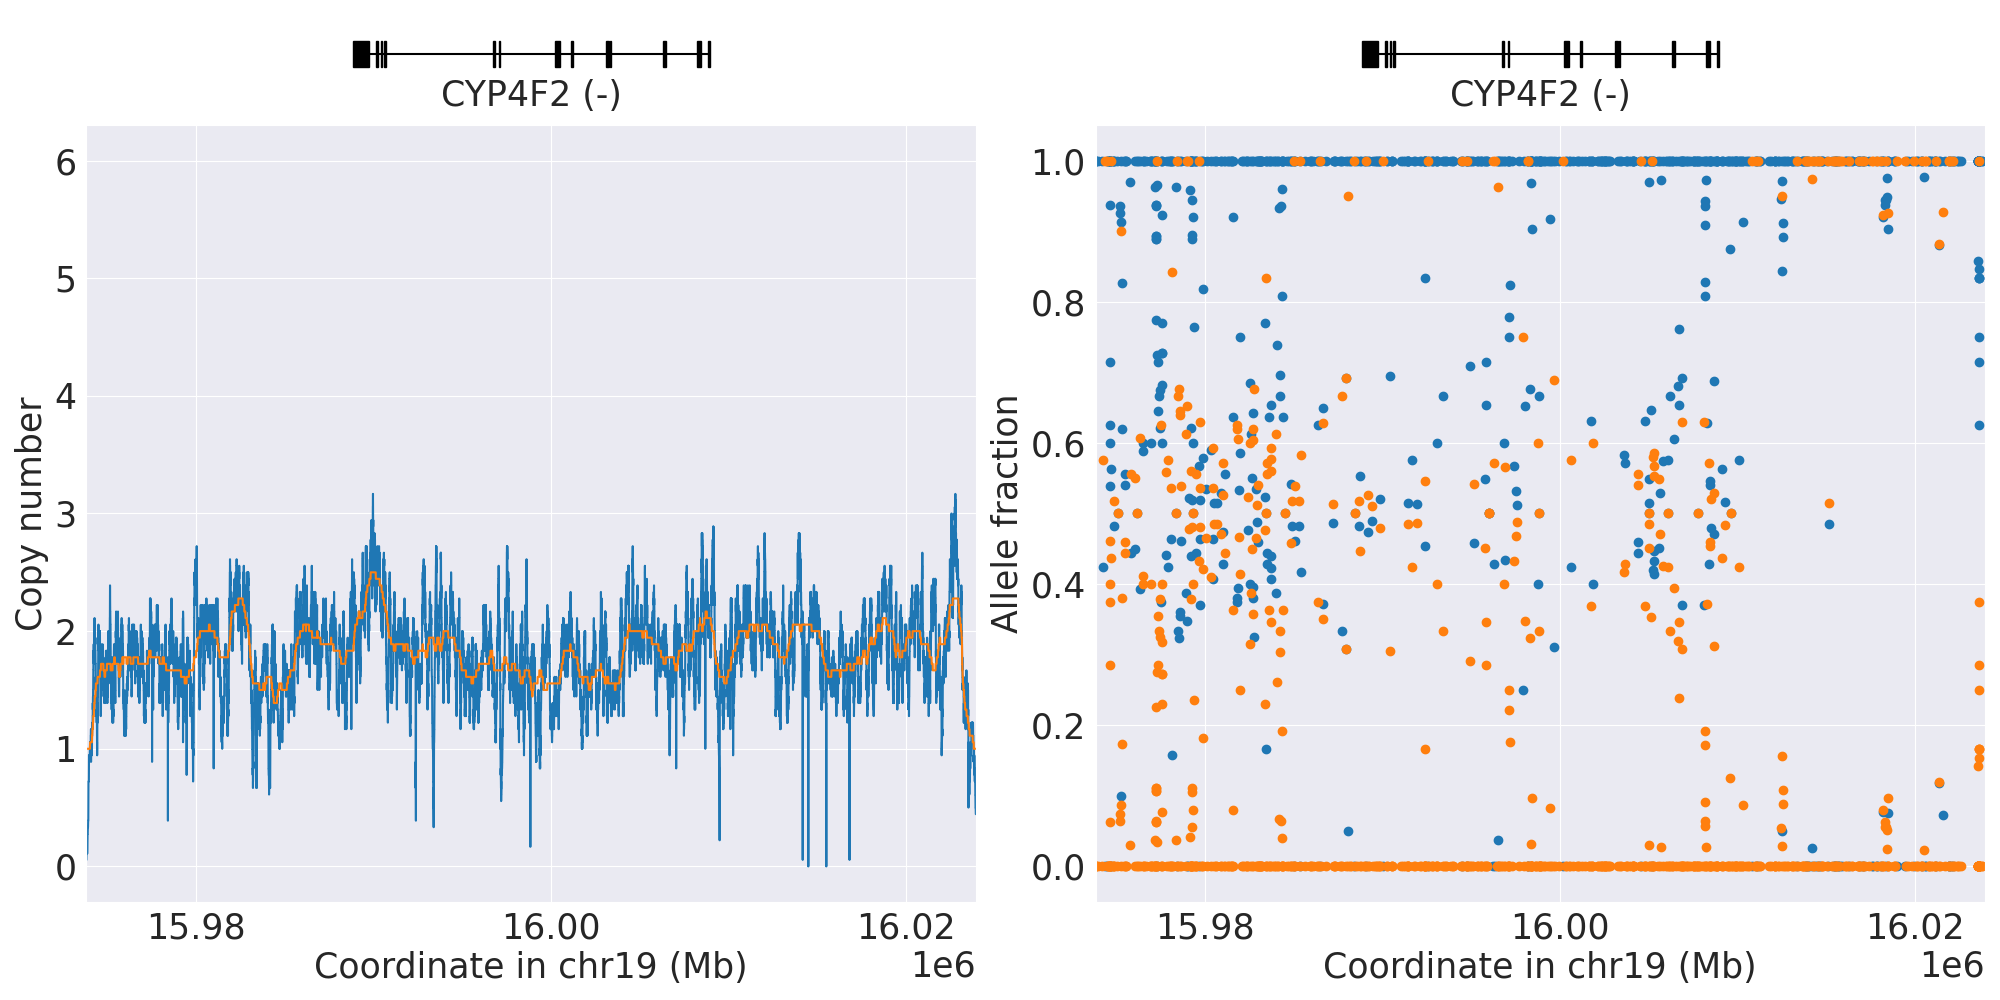 CYP4F2 (-)
CYP4F2 (-)
Copy number
6
5
4
3
2
1
0
15.98
16.00
16.02
Coordinate in chr19 (Mb)
1e6
Allele fraction
1.0
0.8
0.6
0.4
0.2
0.0
15.98
16.00
16.02
Coordinate in chr19 (Mb)
1e6